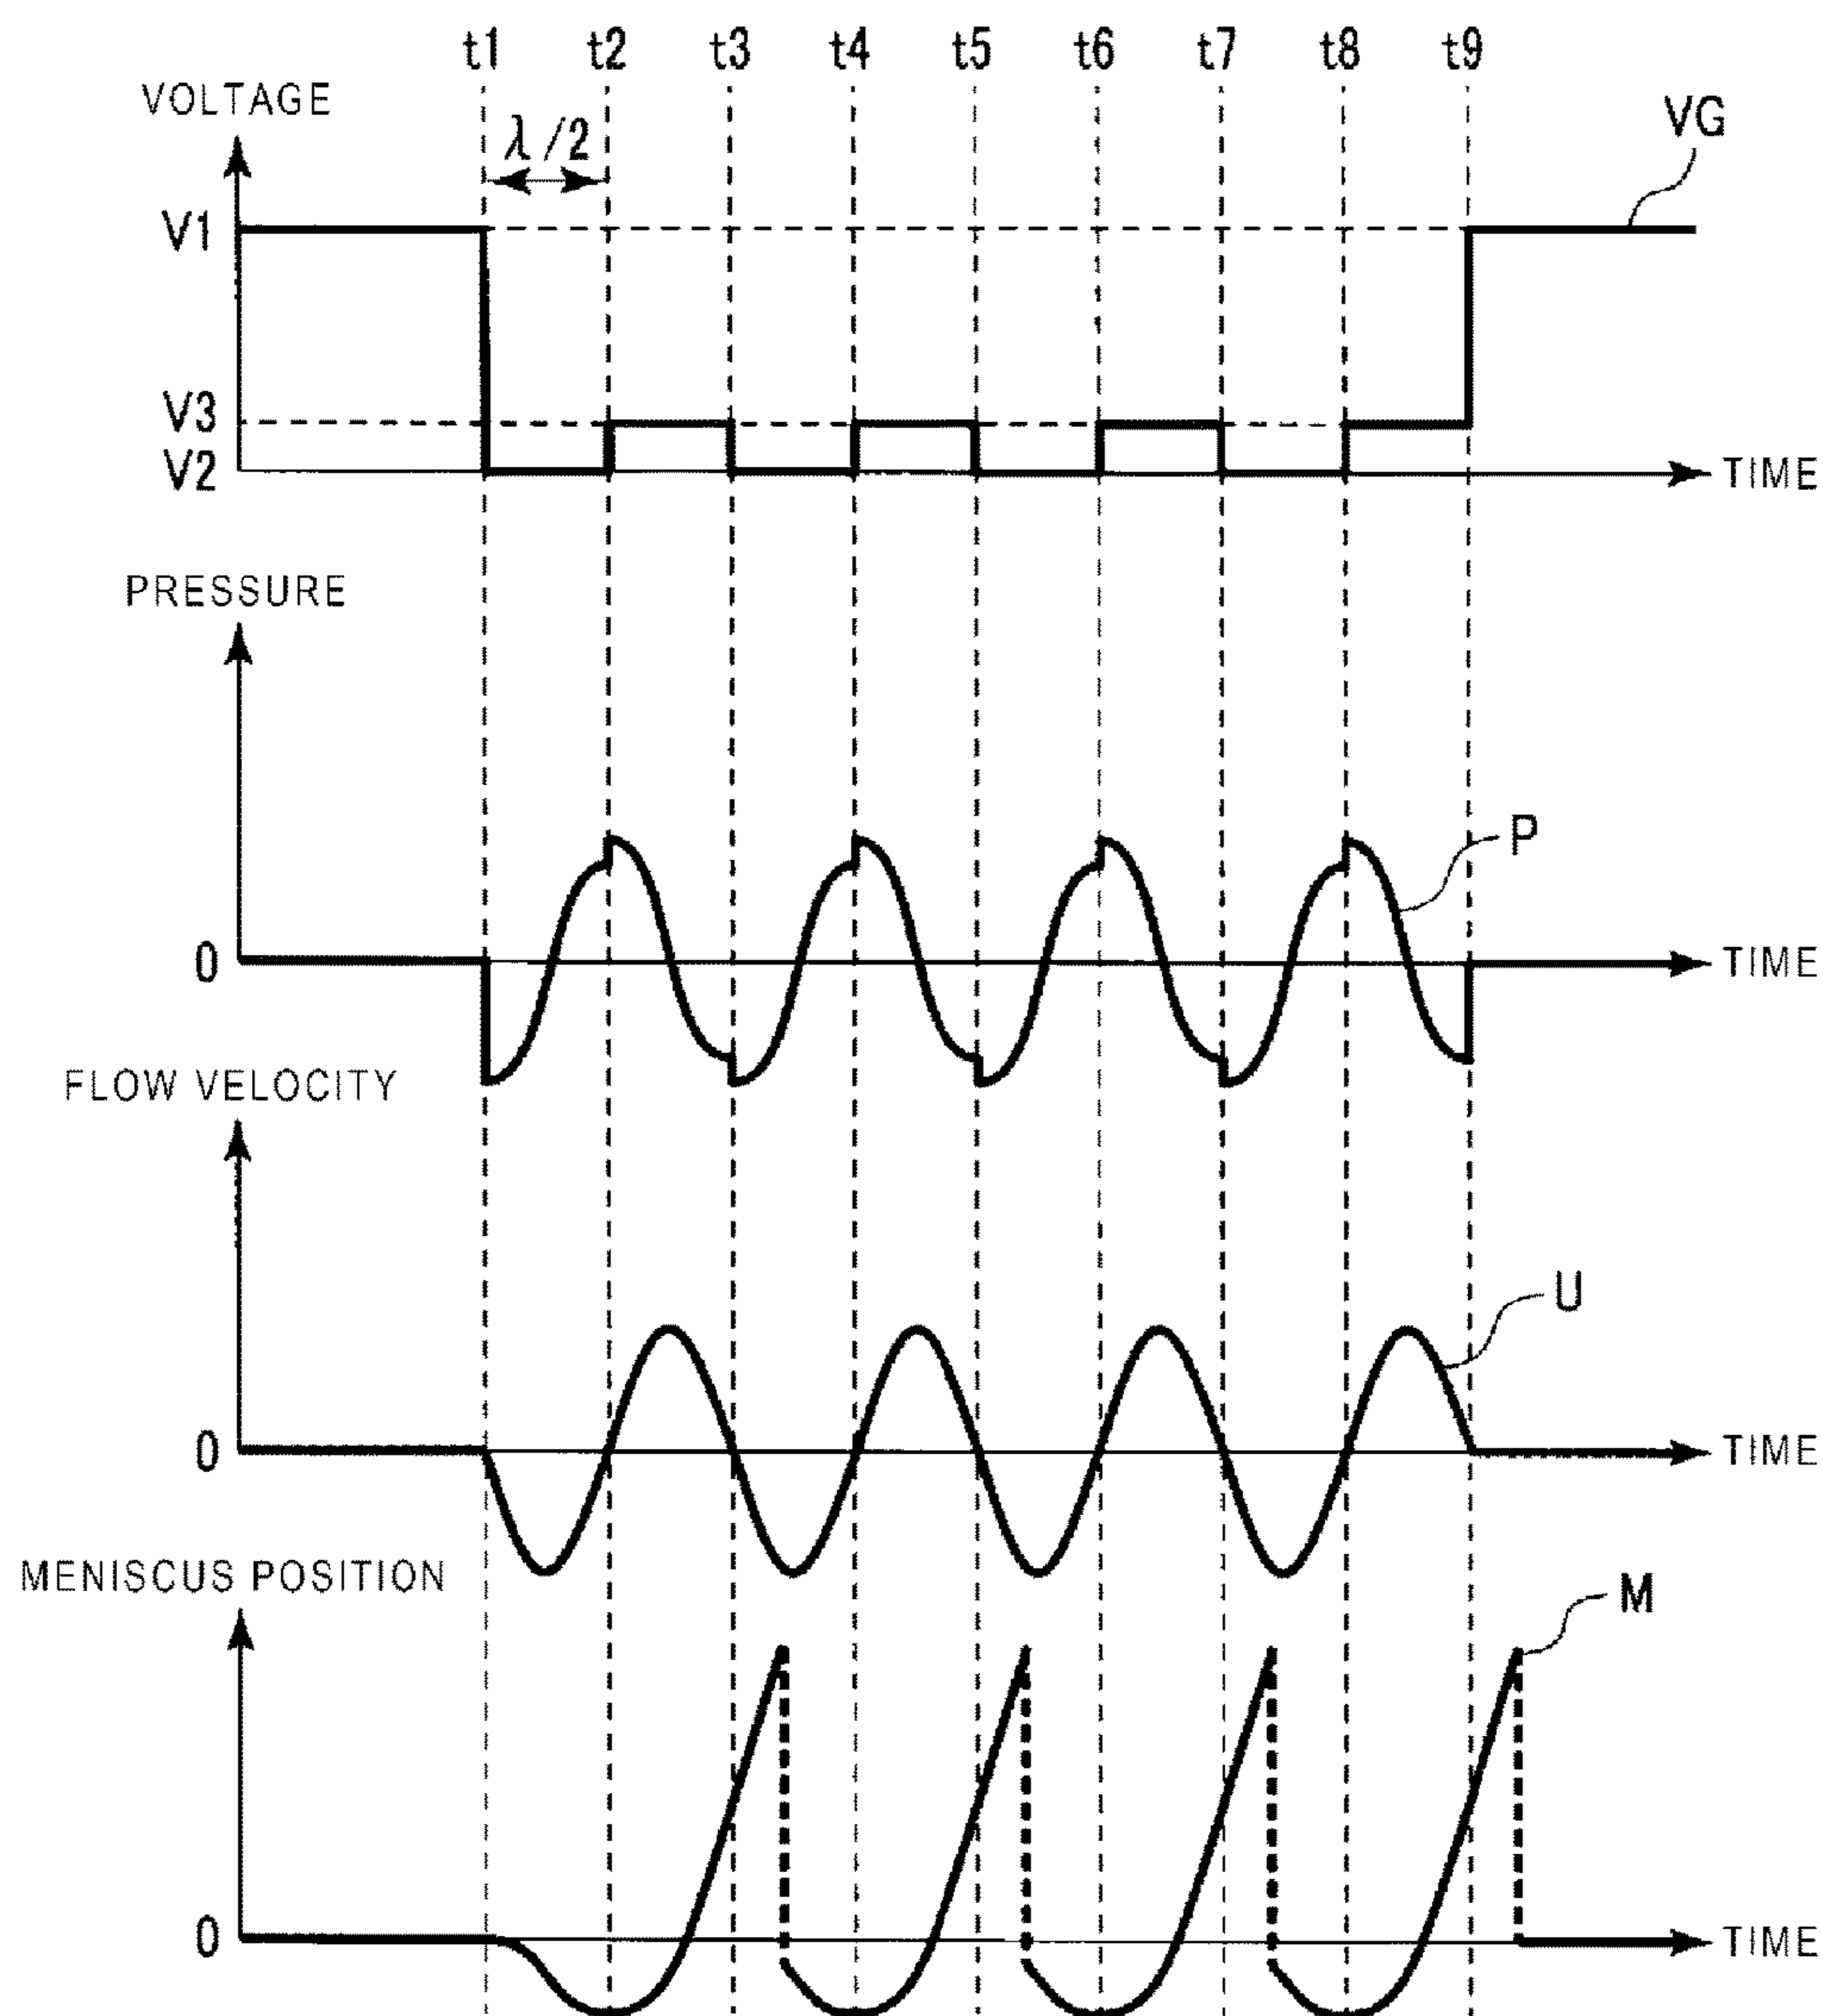 t1 t2 t3 t4 t5 t6 t7 t8 t9
VOLTAGE
λ/2
VG
V1
V3
V2
TIME
PRESSURE
P
0
TIME
FLOW VELOCITY
U
0
TIME
MENISCUS POSITION
M
0
TIME